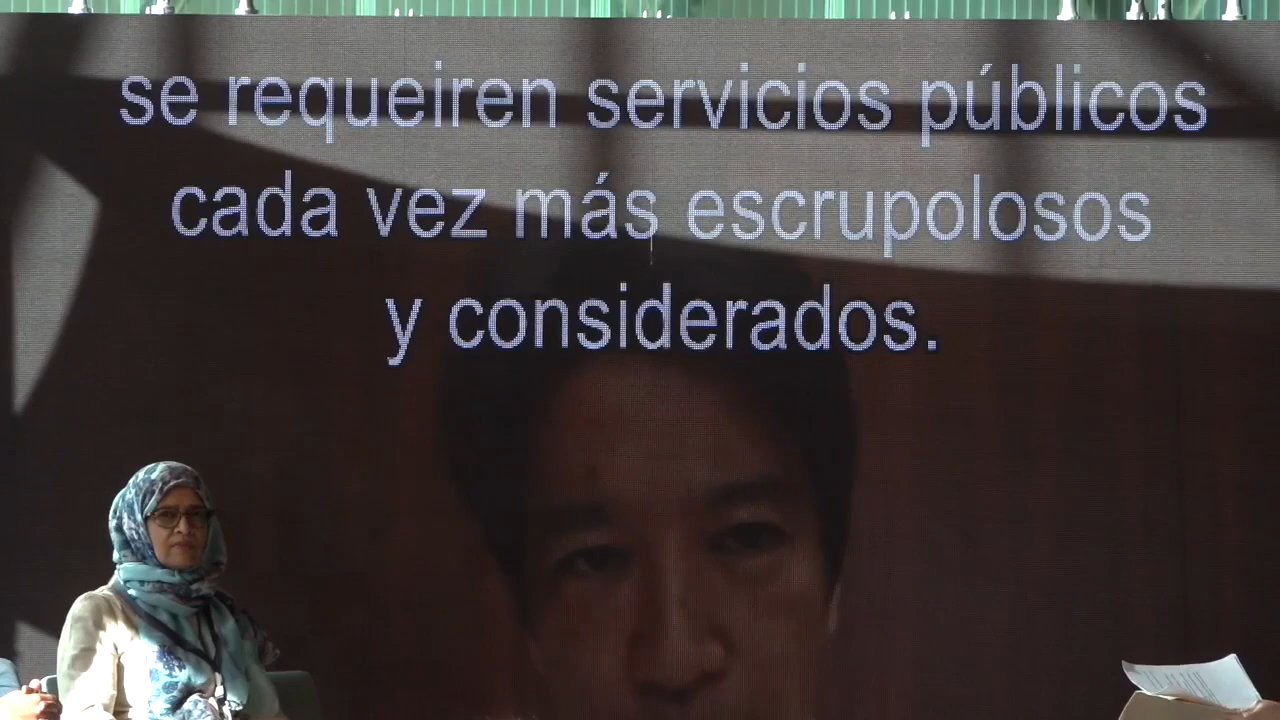 se requeiren servicios públicos
cada vez más escrupolosos
y considerados.